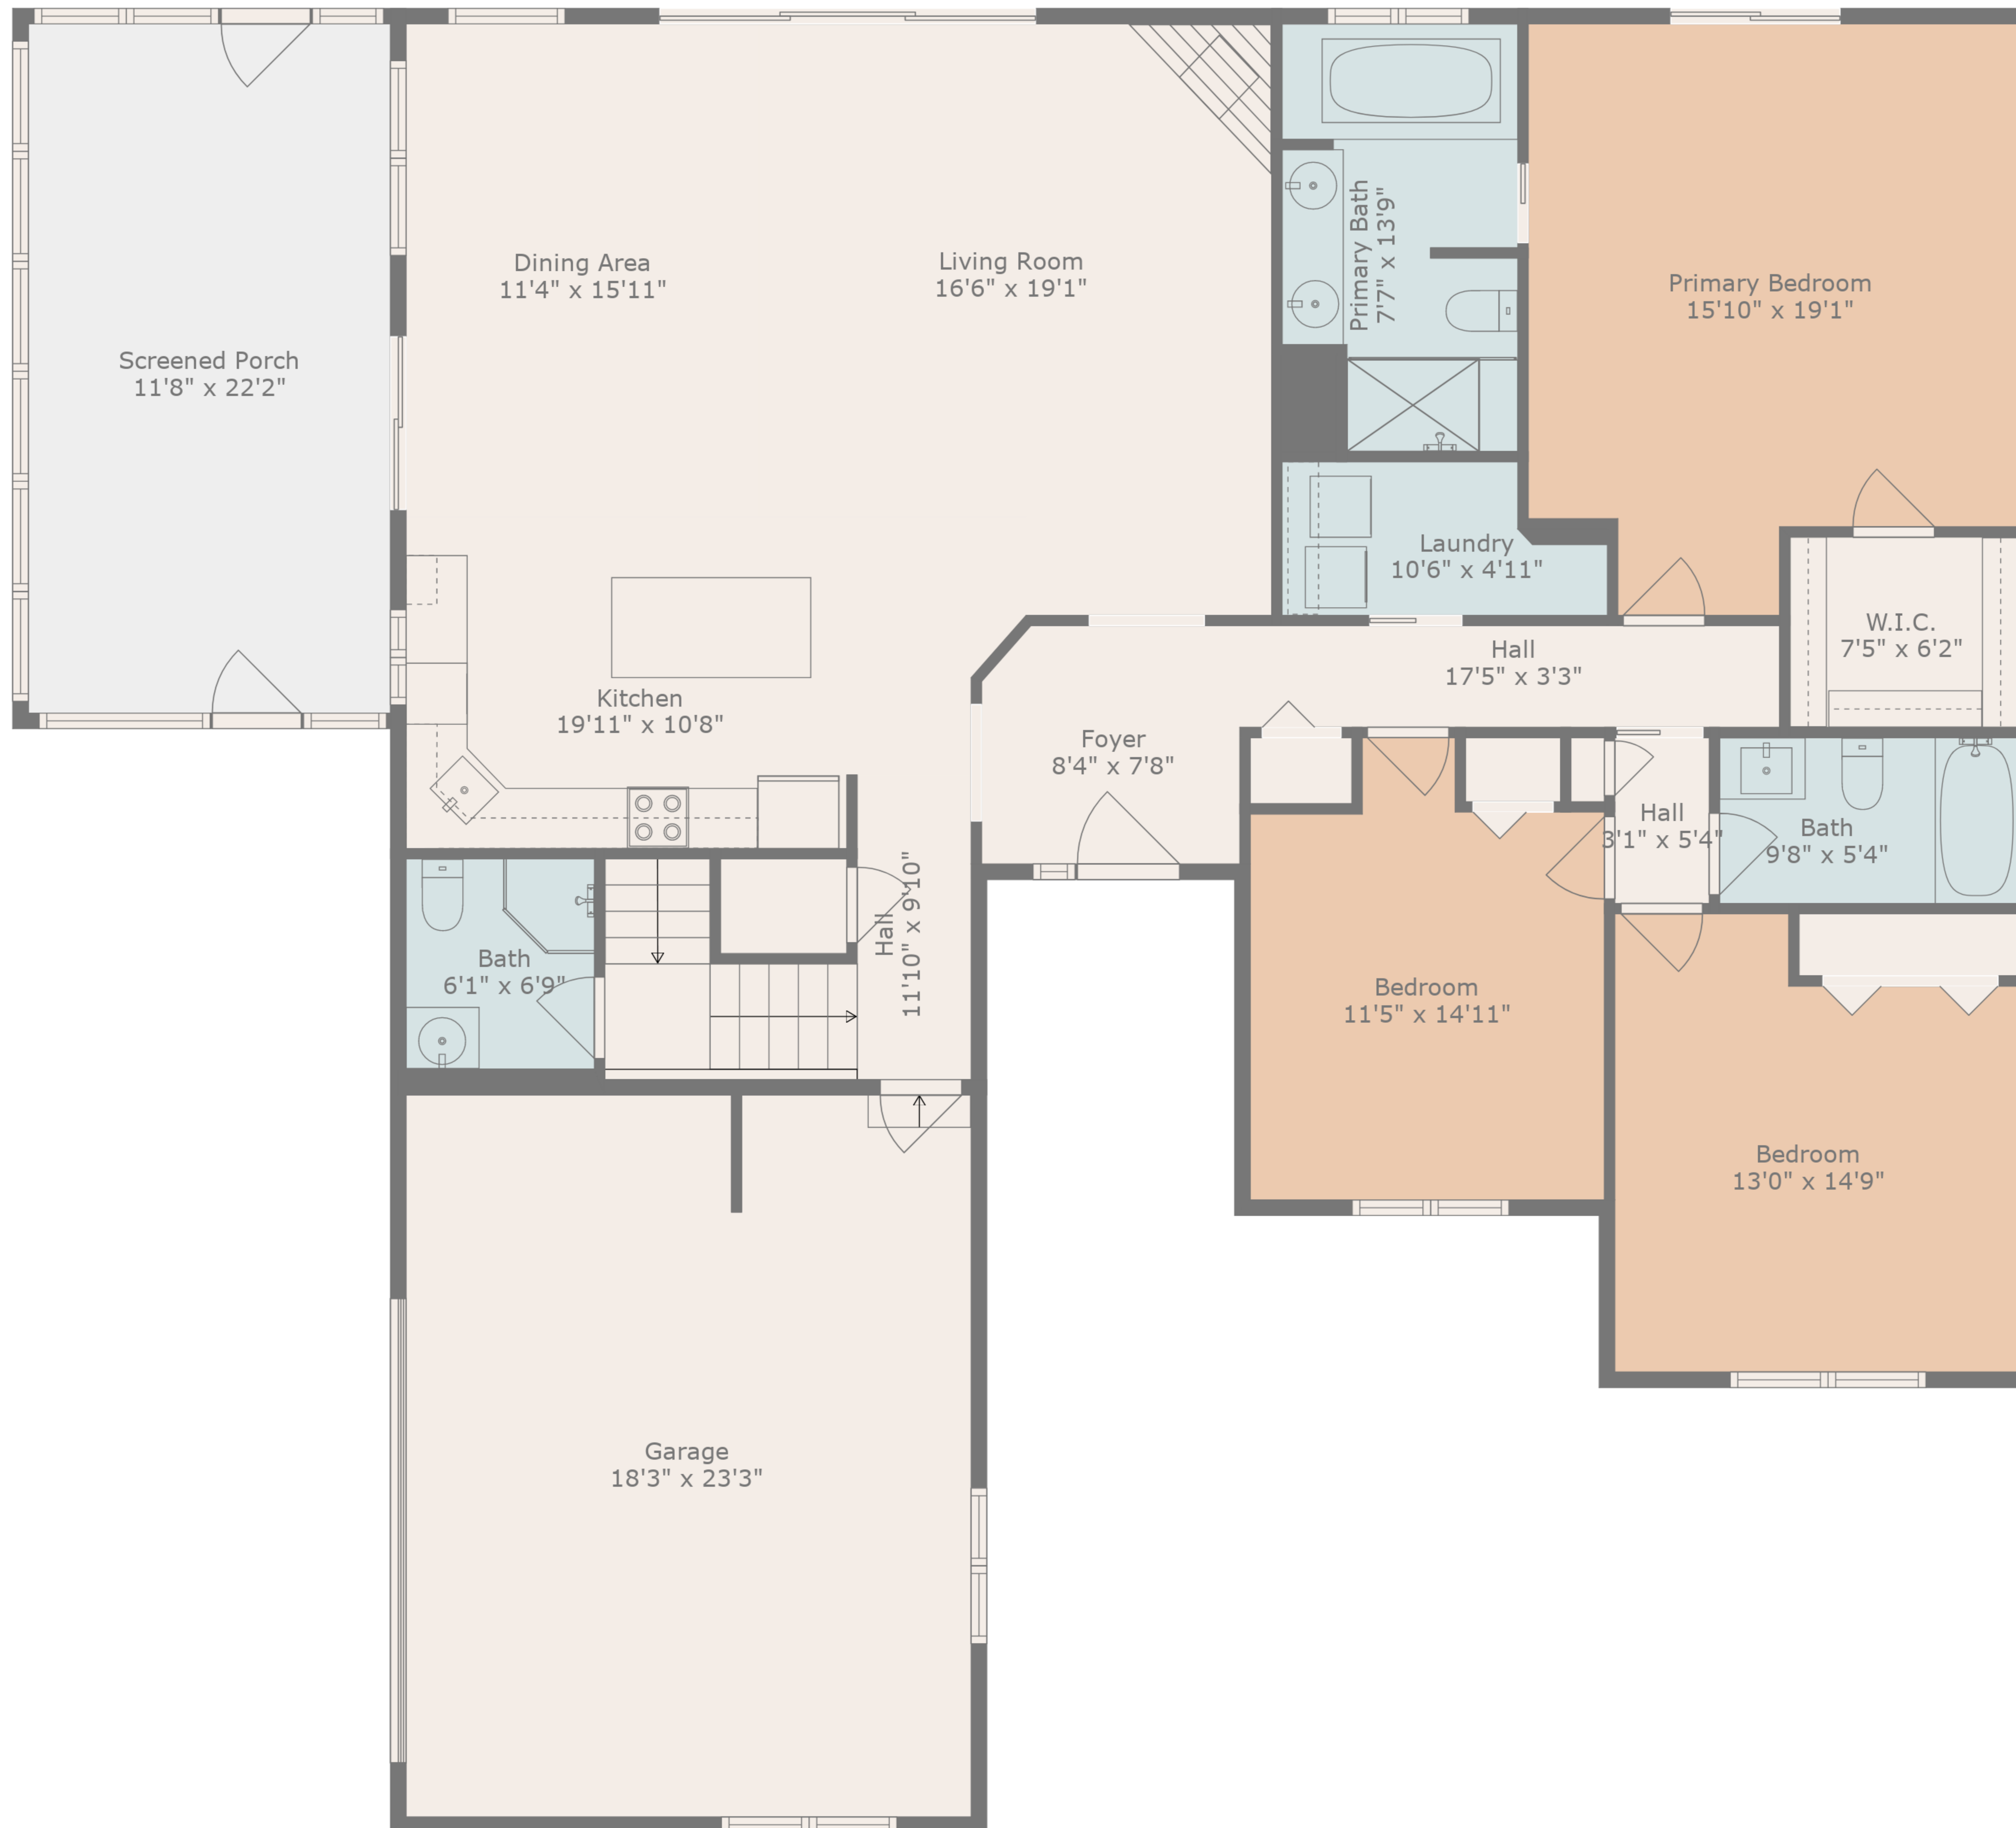 Dining Area
11'4" x 15'11"
Living Room
16'6" x 19'1"
Primary Bath
7'7" x 13'9"
Primary Bedroom
15'10" x 19'1"
Screened Porch
11'8" x 22'2"
Laundry
10'6" x 4'11"
Hall
17'5" x 3'3"
W.I.C.
7'5" x 6'2"
Kitchen
19'11" x 10'8"
Foyer
8'4" x 7'8"
Hall
3'1" x 5'4"
Bath
9'8" x 5'4"
Hall
11'10" x 9'10"
Bath
6'1" x 6'9"
Bedroom
11'5" x 14'11"
Bedroom
13'0" x 14'9"
Garage
18'3" x 23'3"